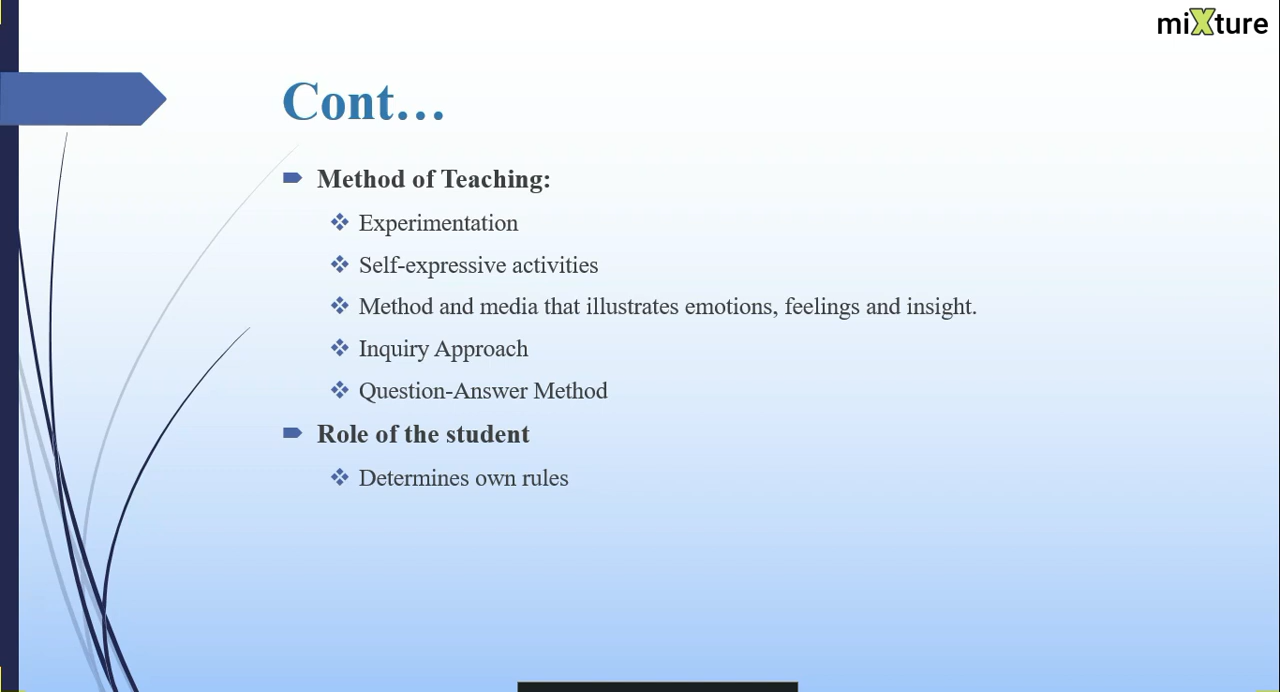 miXture
Cont…
Method of Teaching:
Experimentation
Self-expressive activities
Method and media that illustrates emotions, feelings and insight.
Inquiry Approach
Question-Answer Method
Role of the student
Determines own rules